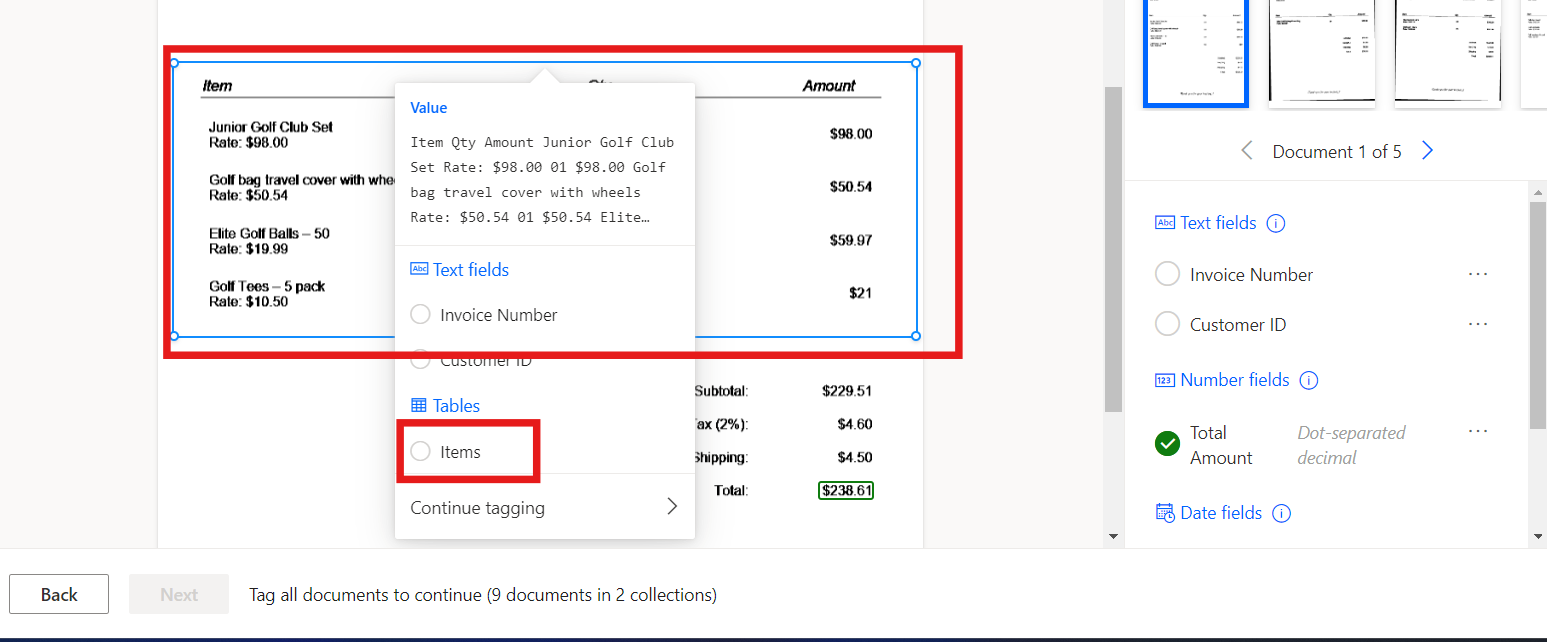 Item
Amount
Junior Golf Club Set
Rate: $98.00
$98.00
Golf bag travel cover with whe
Rate: $50.54
$50.54
Elite Golf Balls – 50
Rate: $19.99
$59.97
Golf Tees – 5 pack
Rate: $10.50
$21
Value
Item Qty Amount Junior Golf Club
Set Rate: $98.00 01 $98.00 Golf
bag travel cover with wheels
Rate: $50.54 01 $50.54 Elite…
Abc Text fields
Invoice Number
Customer ID
Tables
Items
Continue tagging
Subtotal: $229.51
ax (2%): $4.60
Shipping: $4.50
Total: $238.61
Document 1 of 5
Abc Text fields
Invoice Number
Customer ID
123 Number fields
Total Amount
Dot-separated decimal
Date fields
Back
Next
Tag all documents to continue (9 documents in 2 collections)